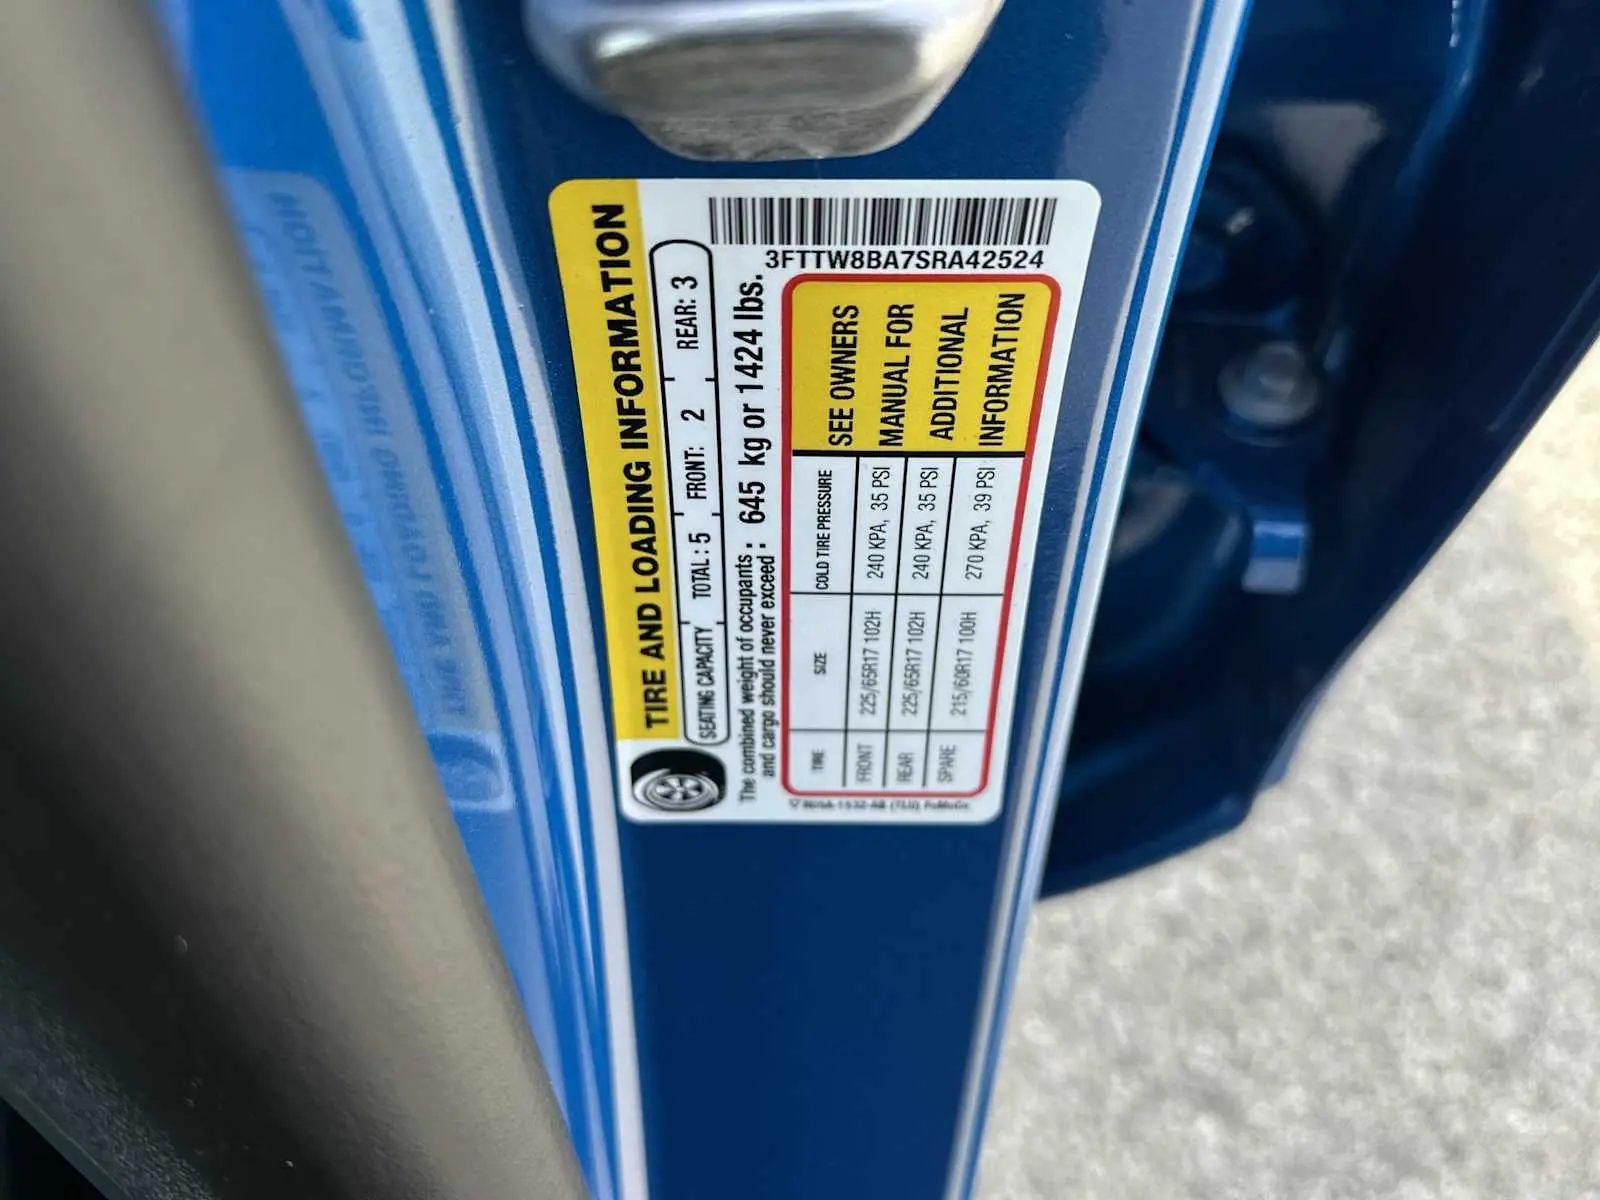 3FTTW8BA7SRA42524
TIRE AND LOADING INFORMATION
SEATING CAPACITY TOTAL : 5 FRONT: 2 REAR: 3
The combined weight of occupants : 645 kg or 1424 lbs.
and cargo should never exceed :
TIRE SIZE COLD TIRE PRESSURE
FRONT 225/65R17 102H 240 KPA, 35 PSI
REAR 225/65R17 102H 240 KPA, 35 PSI
SPARE 215/60R17 100H 270 KPA, 39 PSI
SEE OWNERS
MANUAL FOR
ADDITIONAL
INFORMATION